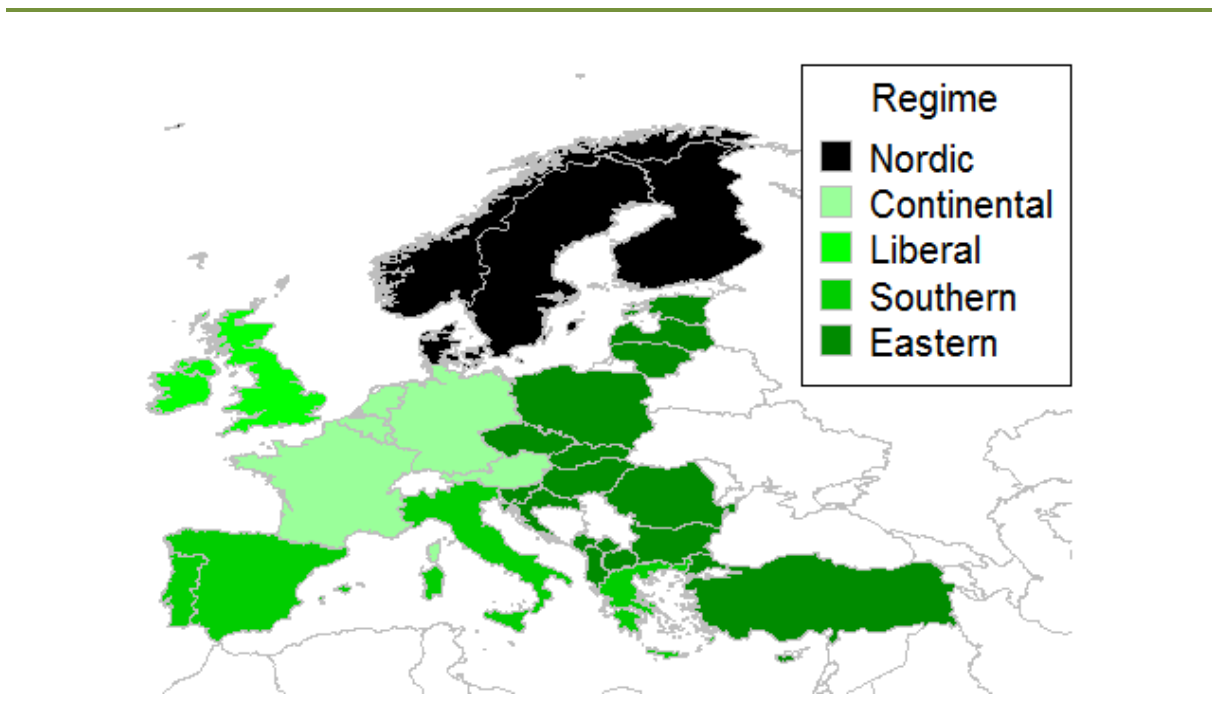 Regime
Nordic
Continental
Liberal
Southern
Eastern